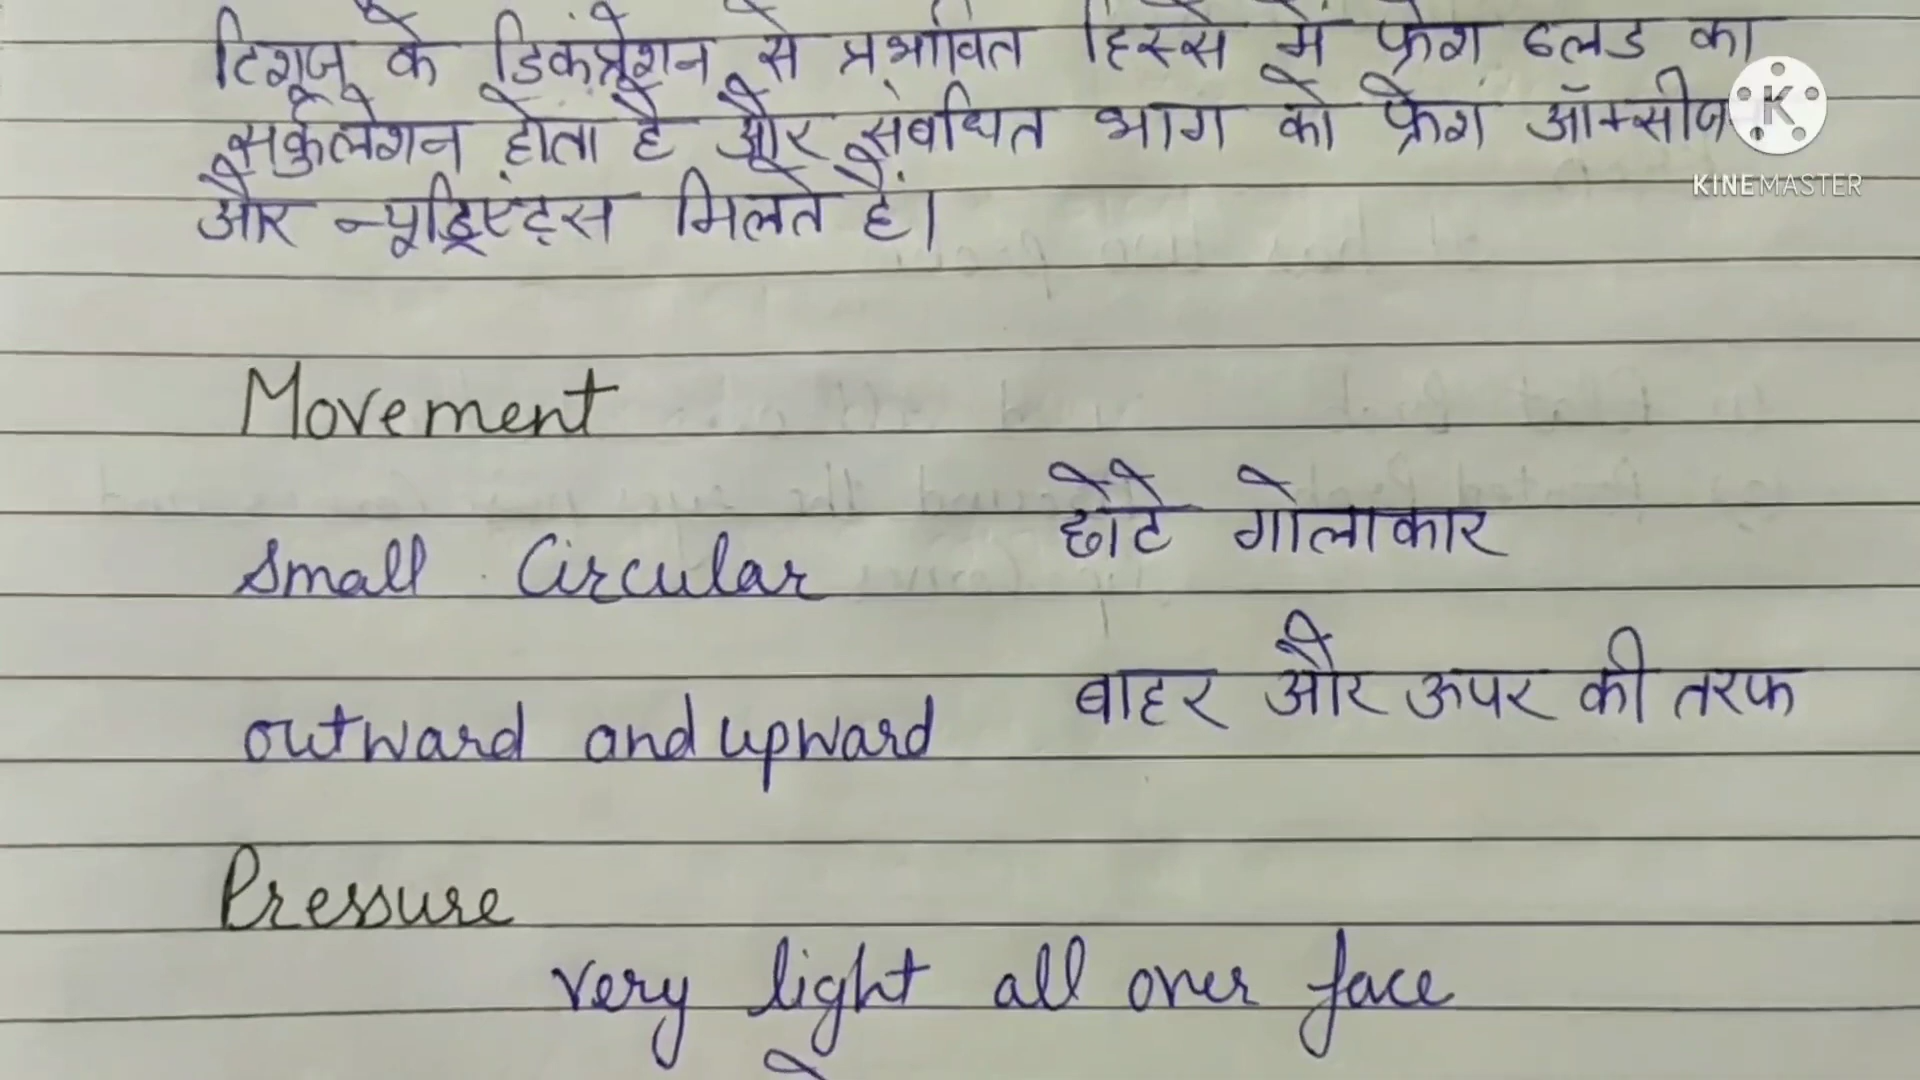 टिशूज के डिकंप्रेशन से प्रभावित हिस्से में फ्रेश ब्लड का
सर्कुलेशन होता है और संबंधित भाग को फ्रेश ऑक्सीजन
और न्यूट्रिएंट्स मिलते हैं।
KINEMASTER
Movement
Small Circular छोटे गोलाकार
outward and upward बाहर और ऊपर की तरफ
Pressure
very light all over face